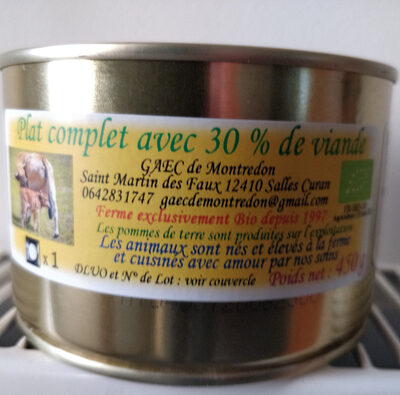 Plat complet avec 30 % de viande
GAEC de Montredon
Saint Martin des Faux 12410 Salles Curan
0642831747 gaecdemontredon@gmail.com
Ferme exclusivement Bio depuis 1997
Les pommes de terre sont produites sur l'exploitation
Les animaux sont nés et élevés à la ferme
et cuisinés avec amour par nos soins
x 1
DLUO et N° de Lot : voir couvercle
Poids net : 450 g